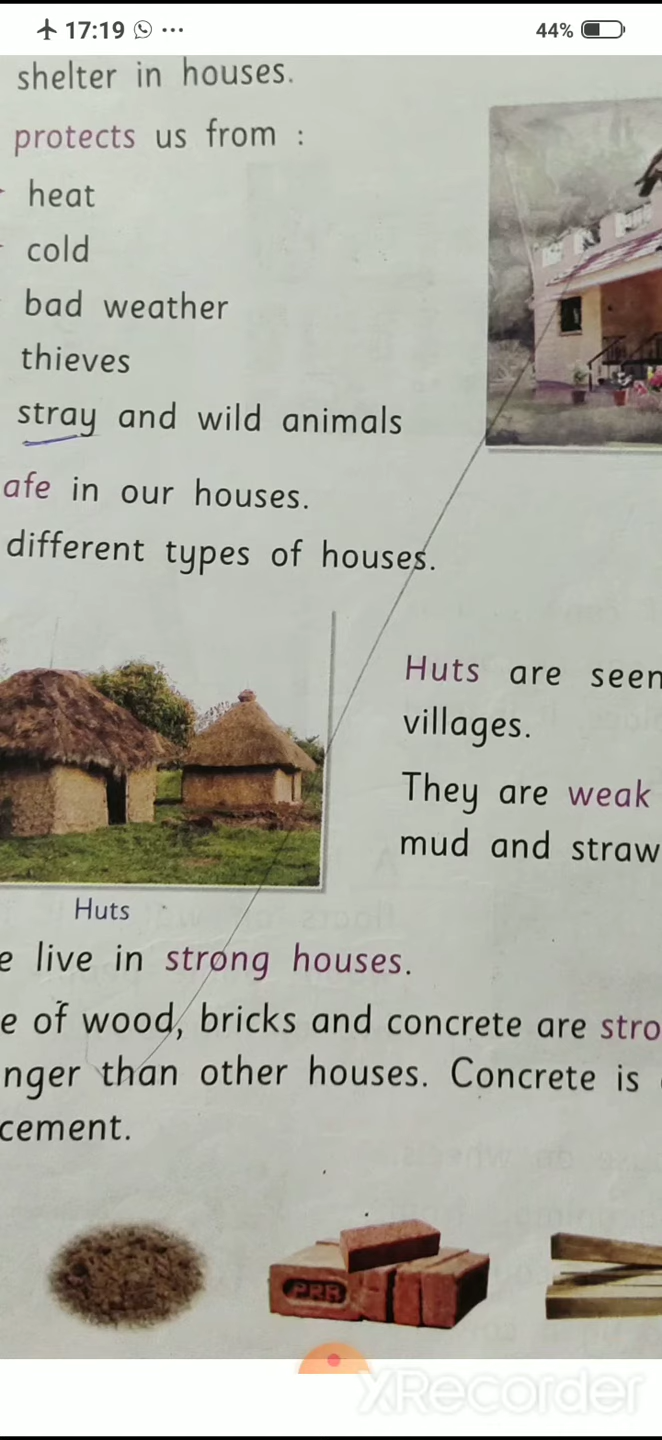 17:19
44%
shelter in houses.
protects us from :
heat
cold
bad weather
thieves
stray and wild animals
afe in our houses.
different types of houses.
Huts are seen
villages.
They are weak
mud and straw
Huts
e live in strong houses.
e of wood, bricks and concrete are stro
nger than other houses. Concrete is
cement.
PRR
XRecorder